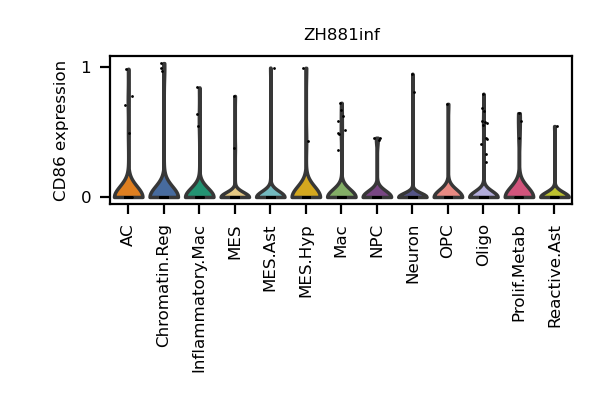 ZH881inf
CD86 expression
1
0
AC
Chromatin.Reg
Inflammatory.Mac
MES
MES.Ast
MES.Hyp
Mac
NPC
Neuron
OPC
Oligo
Prolif.Metab
Reactive.Ast